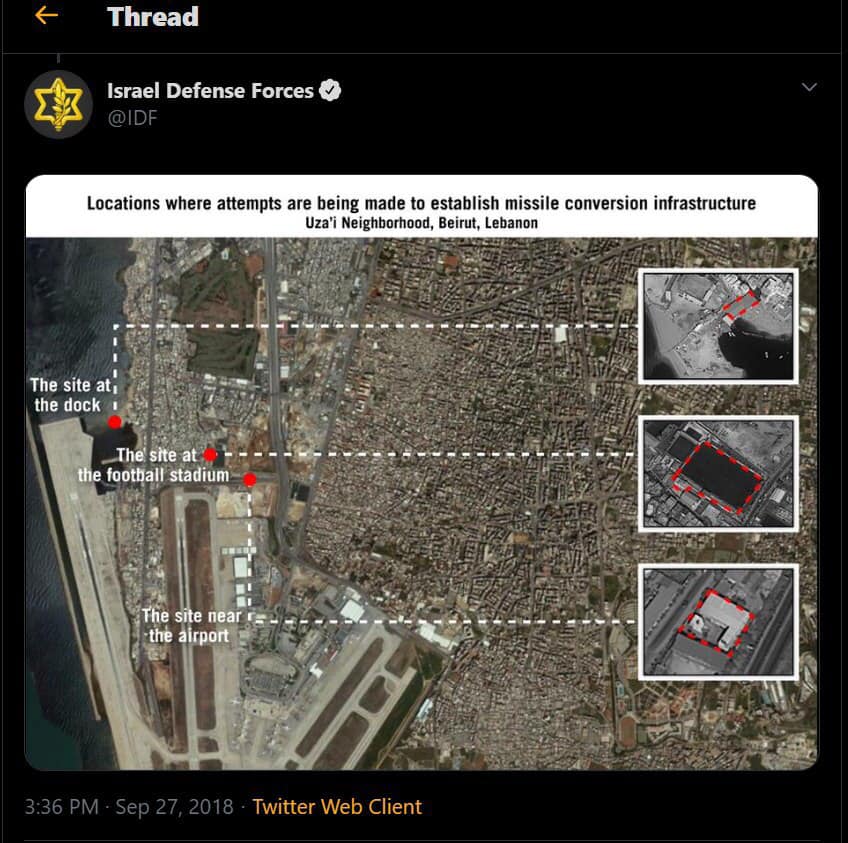 Thread
Israel Defense Forces
@IDF
Locations where attempts are being made to establish missile conversion infrastructure
Uza'i Neighborhood, Beirut, Lebanon
The site at
the dock
The site at
the football stadium
The site near
the airport
3:36 PM · Sep 27, 2018 · Twitter Web Client